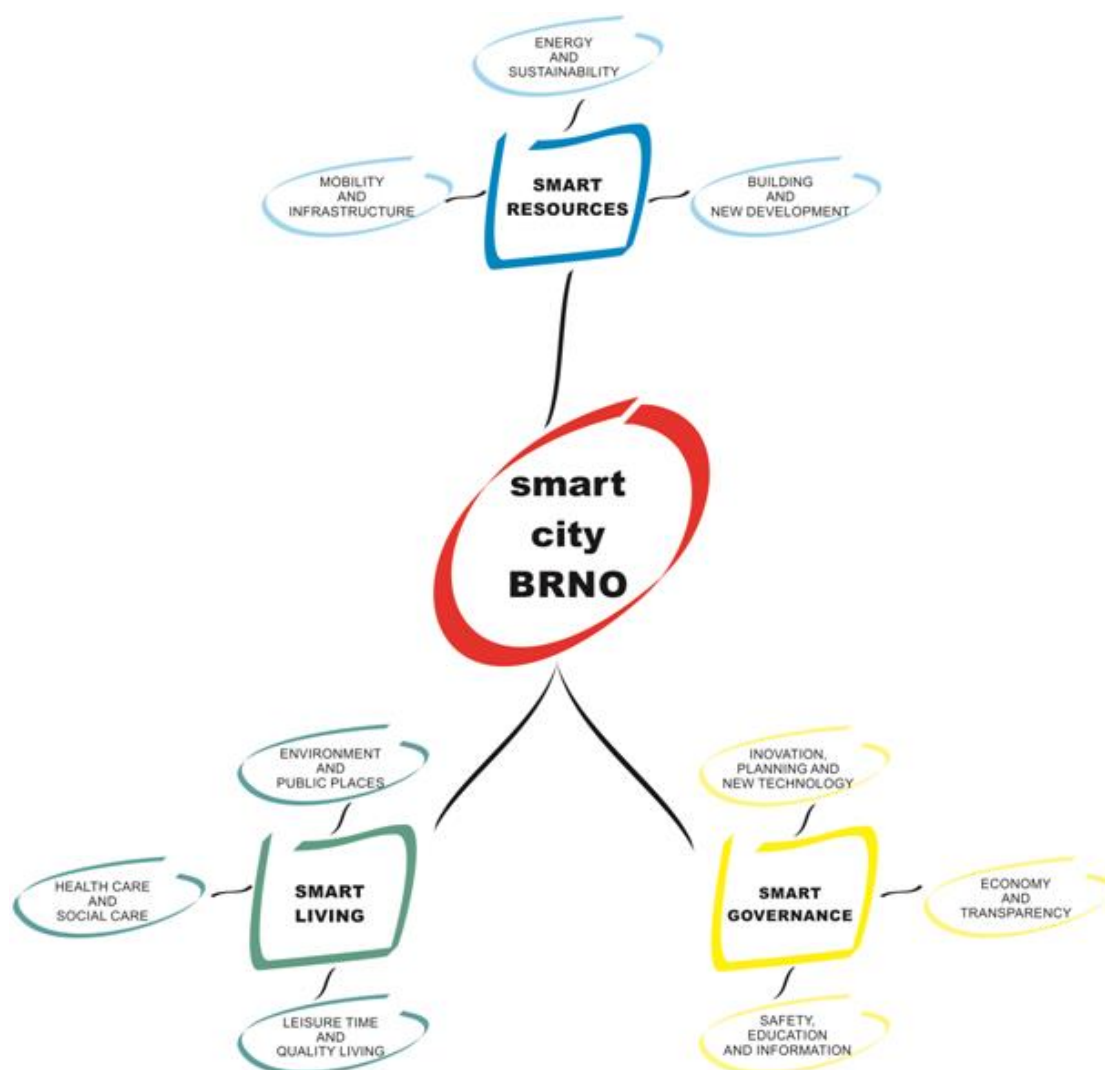 ENERGY
AND
SUSTAINABILITY
MOBILITY
AND
INFRASTRUCTURE
SMART
RESOURCES
BUILDING
AND
NEW DEVELOPMENT
smart
city
BRNO
ENVIRONMENT
AND
PUBLIC PLACES
HEALTH CARE
AND
SOCIAL CARE
SMART
LIVING
LEISURE TIME
AND
QUALITY LIVING
INOVATION,
PLANNING AND
NEW TECHNOLOGY
SMART
GOVERNANCE
ECONOMY
AND
TRANSPARENCY
SAFETY,
EDUCATION
AND INFORMATION